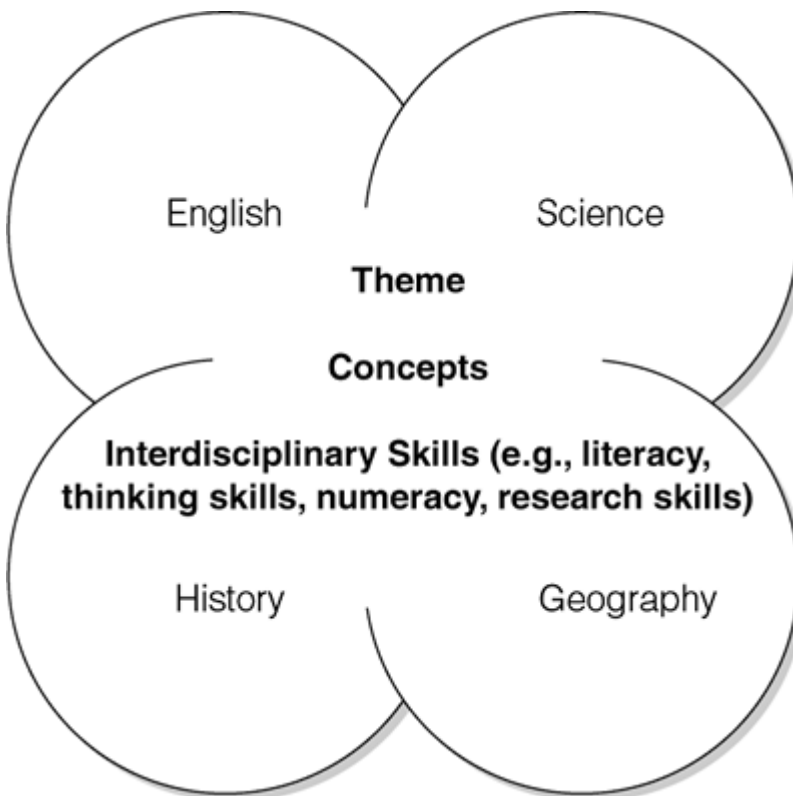 English
Science
Theme
Concepts
Interdisciplinary Skills (e.g., literacy,
thinking skills, numeracy, research skills)
History
Geography